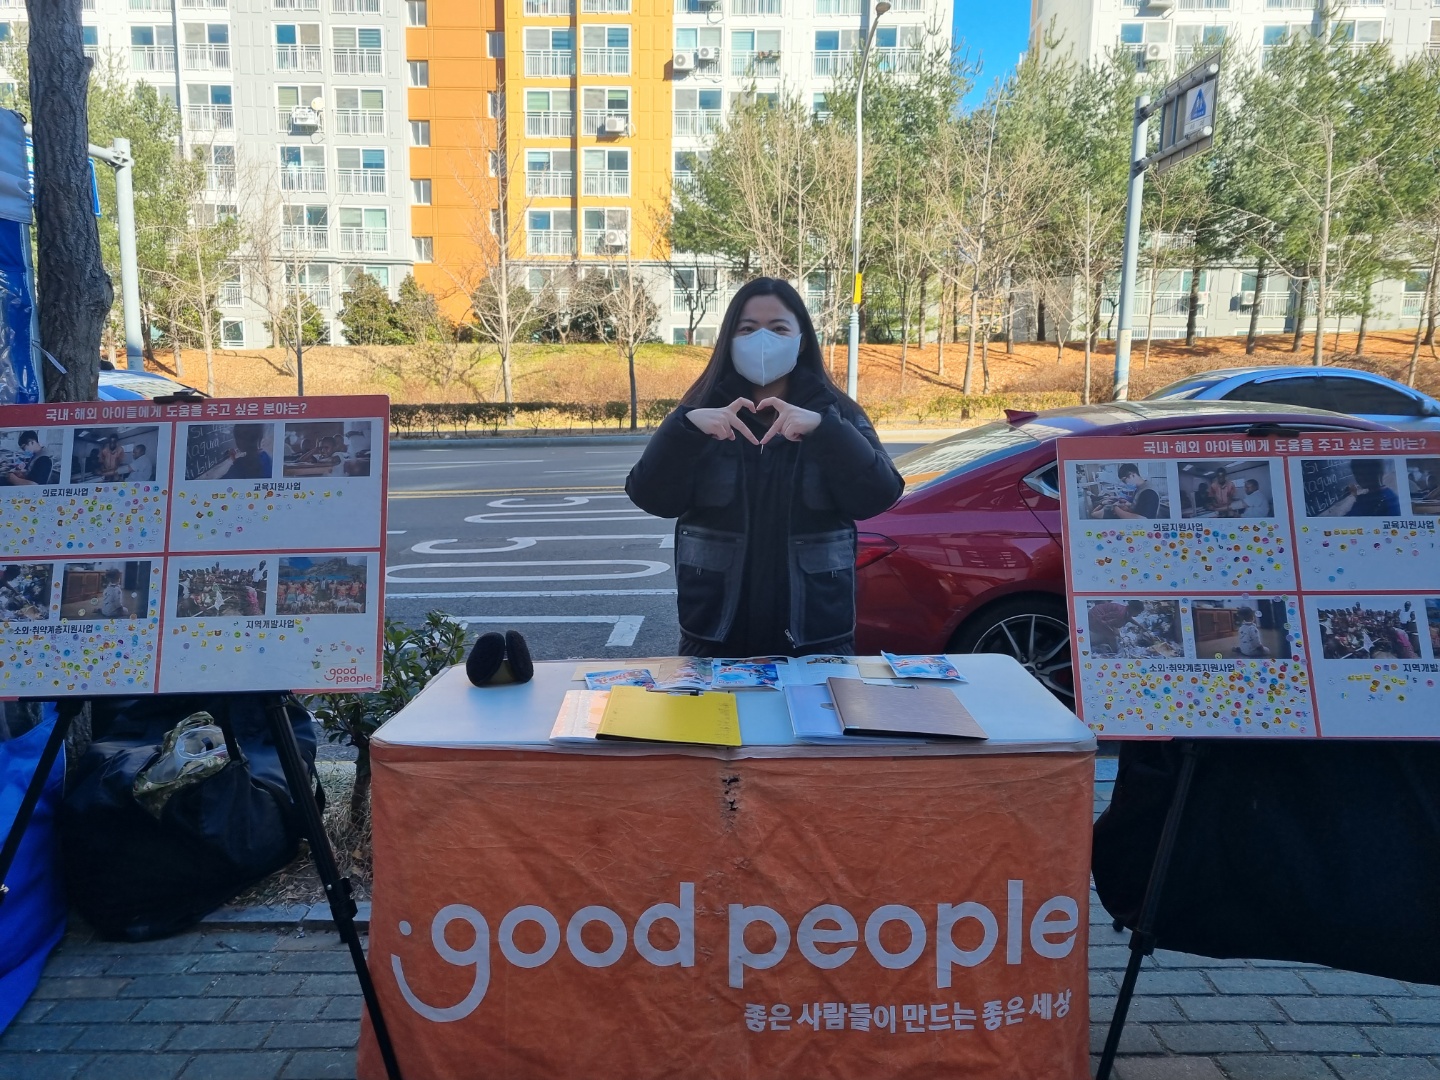 국내·해외 아이들에게 도움을 주고 싶은 분야는?
의료지원사업
교육지원사업
소외·취약계층지원사업
지역개발사업
good
people
국내·해외 아이들에게 도움을 주고 싶은 분야는?
의료지원사업
교육지원사업
소외·취약계층지원사업
지역개발
good people
좋은 사람들이 만드는 좋은 세상